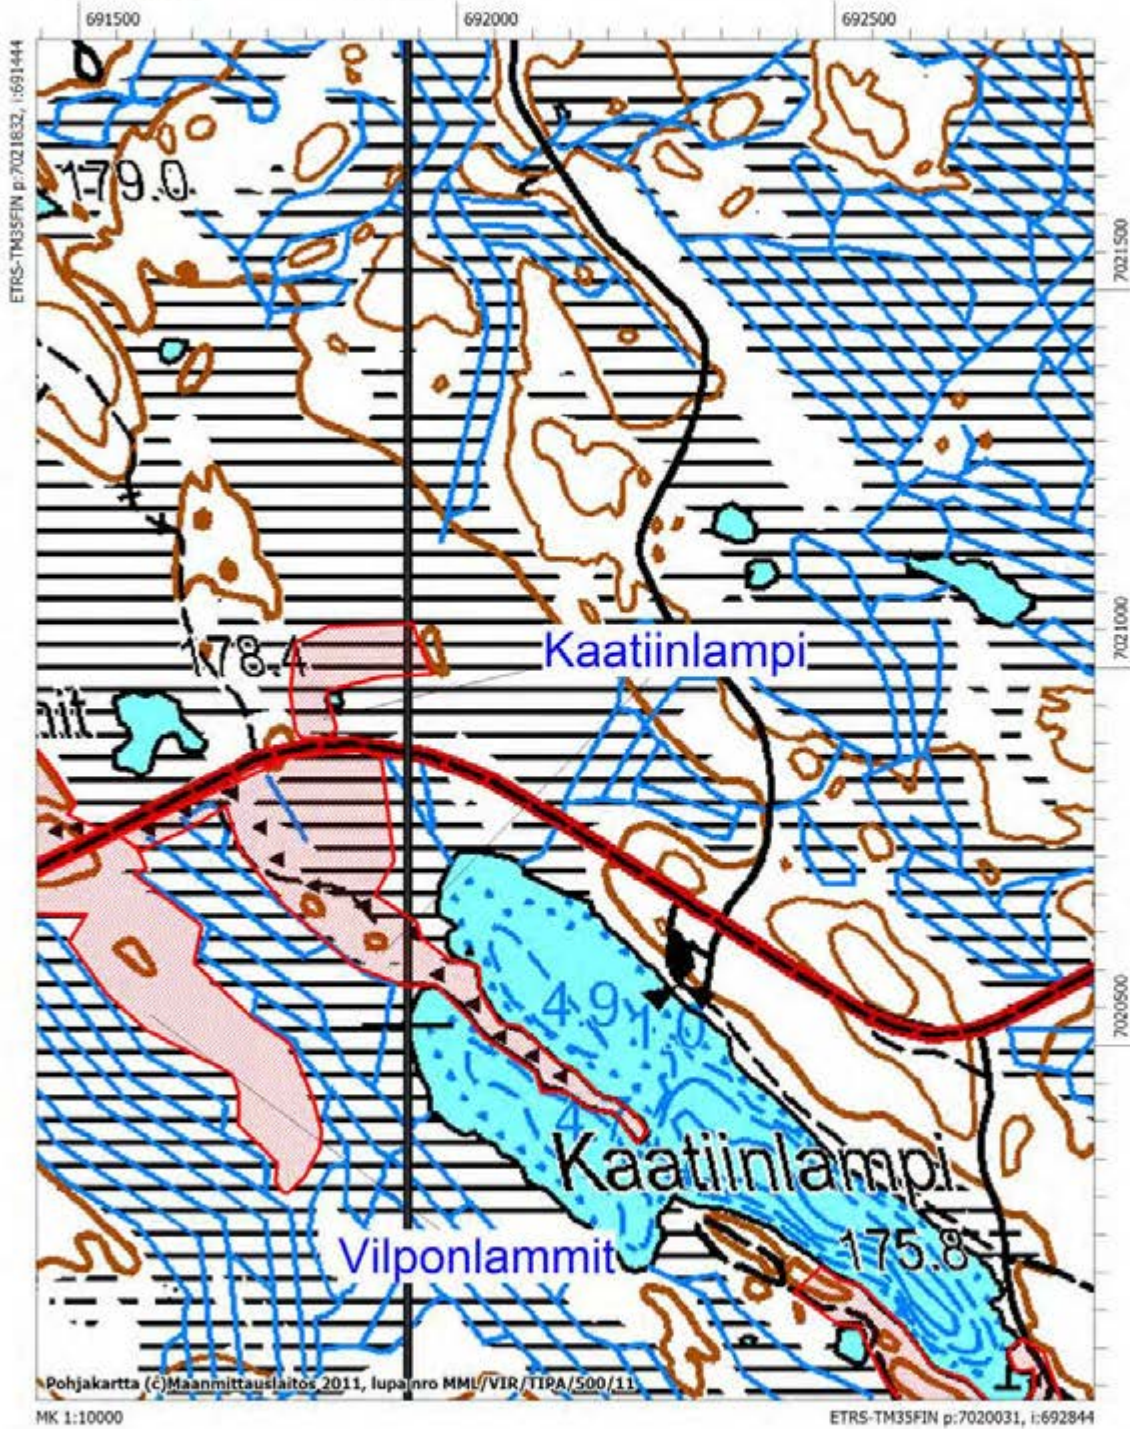 691500 692000 692500
ETRS-TM35FIN p:7021832, i:691444
179.0
7021500
7021000
Kaatiinlampi
178.4
nit
4.9
1.0
7020500
4
Kaatiinlampi
175.8
Vilponlammit
Pohjakartta (c)Maanmittauslaitos 2011, lupa nro MML/VIR/TIPA/500/11
MK 1:10000
ETRS-TM35FIN p:7020031, i:692844